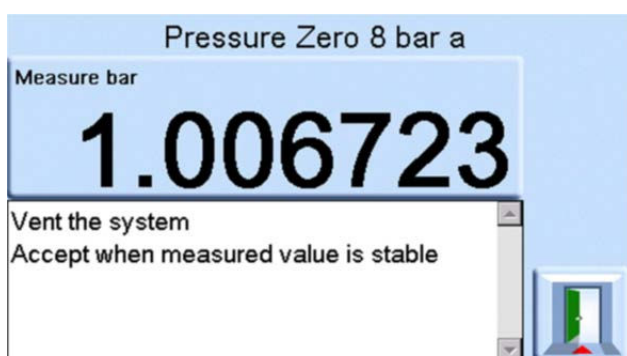 Pressure Zero 8 bar a
Measure bar
1.006723
Vent the system
Accept when measured value is stable